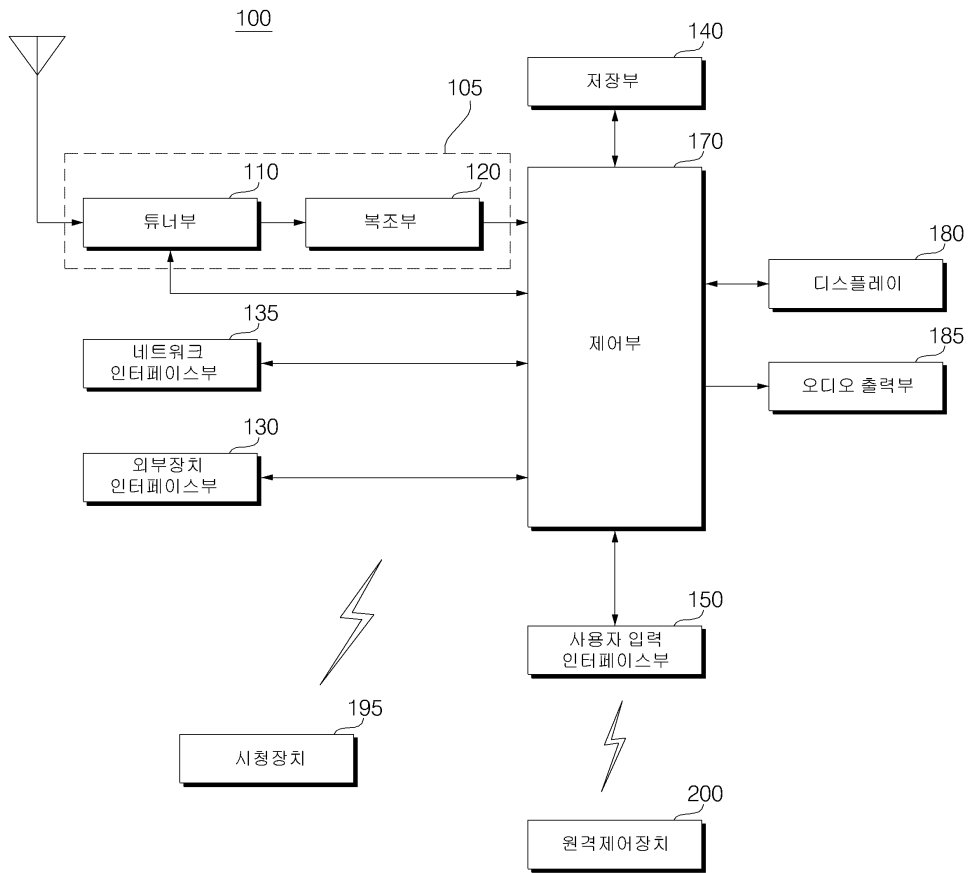 100
140
저장부
105
170
110
120
튜너부
복조부
180
디스플레이
135
네트워크
인터페이스부
제어부
185
오디오 출력부
130
외부장치
인터페이스부
150
사용자 입력
인터페이스부
195
시청장치
200
원격제어장치